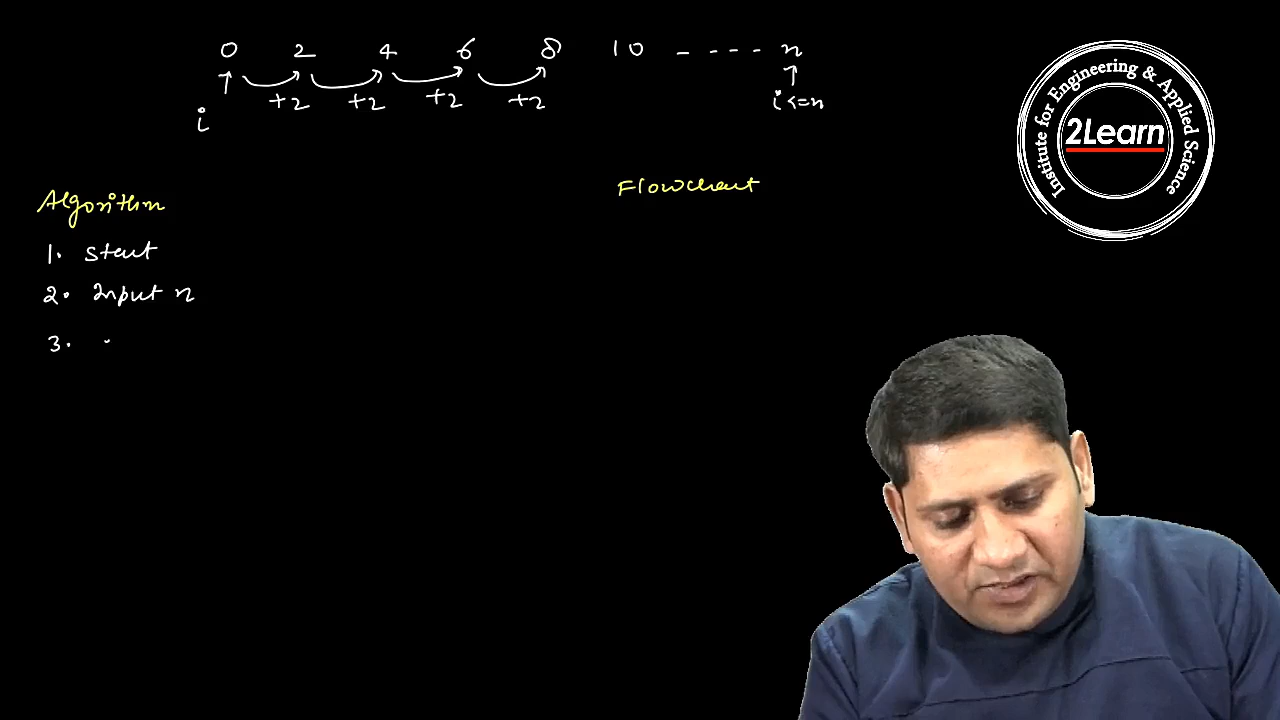 0 2 4 6 8 10 - - - - n
+2 +2 +2 +2
i i<=n
Institute for Engineering & Applied Science
2Learn
Algorithm
Flowchart
1. Start
2. Input n
3.